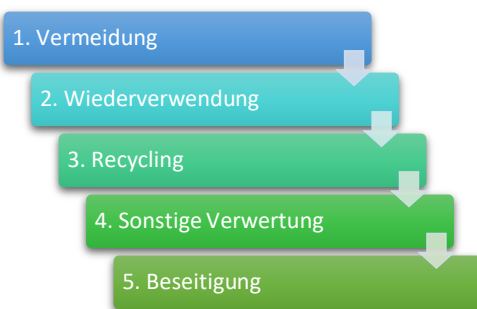 1. Vermeidung
2. Wiederverwendung
3. Recycling
4. Sonstige Verwertung
5. Beseitigung